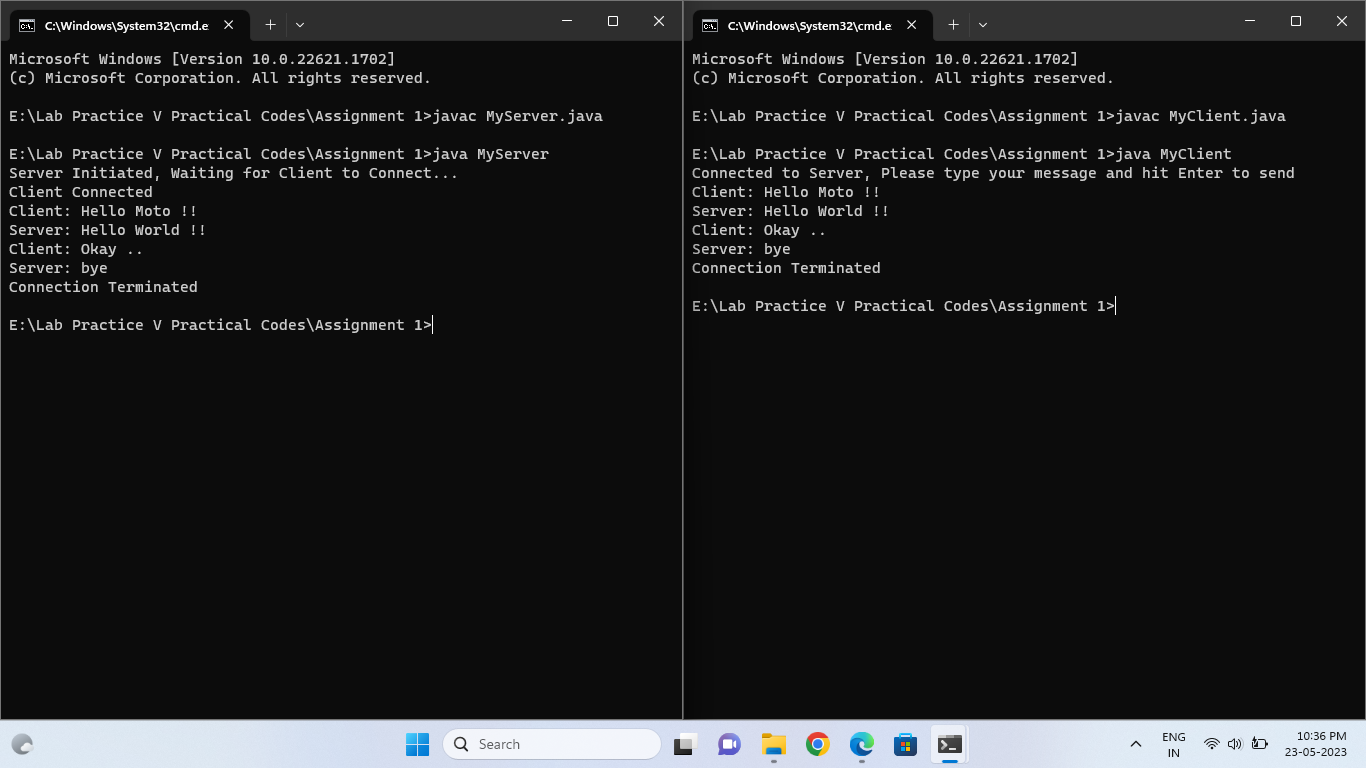 C:\Windows\System32\cmd.e
Microsoft Windows [Version 10.0.22621.1702]
(c) Microsoft Corporation. All rights reserved.
E:\Lab Practice V Practical Codes\Assignment 1>javac MyServer.java
E:\Lab Practice V Practical Codes\Assignment 1>java MyServer
Server Initiated, Waiting for Client to Connect...
Client Connected
Client: Hello Moto !!
Server: Hello World !!
Client: Okay ..
Server: bye
Connection Terminated
E:\Lab Practice V Practical Codes\Assignment 1>
C:\Windows\System32\cmd.e
Microsoft Windows [Version 10.0.22621.1702]
(c) Microsoft Corporation. All rights reserved.
E:\Lab Practice V Practical Codes\Assignment 1>javac MyClient.java
E:\Lab Practice V Practical Codes\Assignment 1>java MyClient
Connected to Server, Please type your message and hit Enter to send
Client: Hello Moto !!
Server: Hello World !!
Client: Okay ..
Server: bye
Connection Terminated
E:\Lab Practice V Practical Codes\Assignment 1>
Search
ENG
IN
10:36 PM
23-05-2023